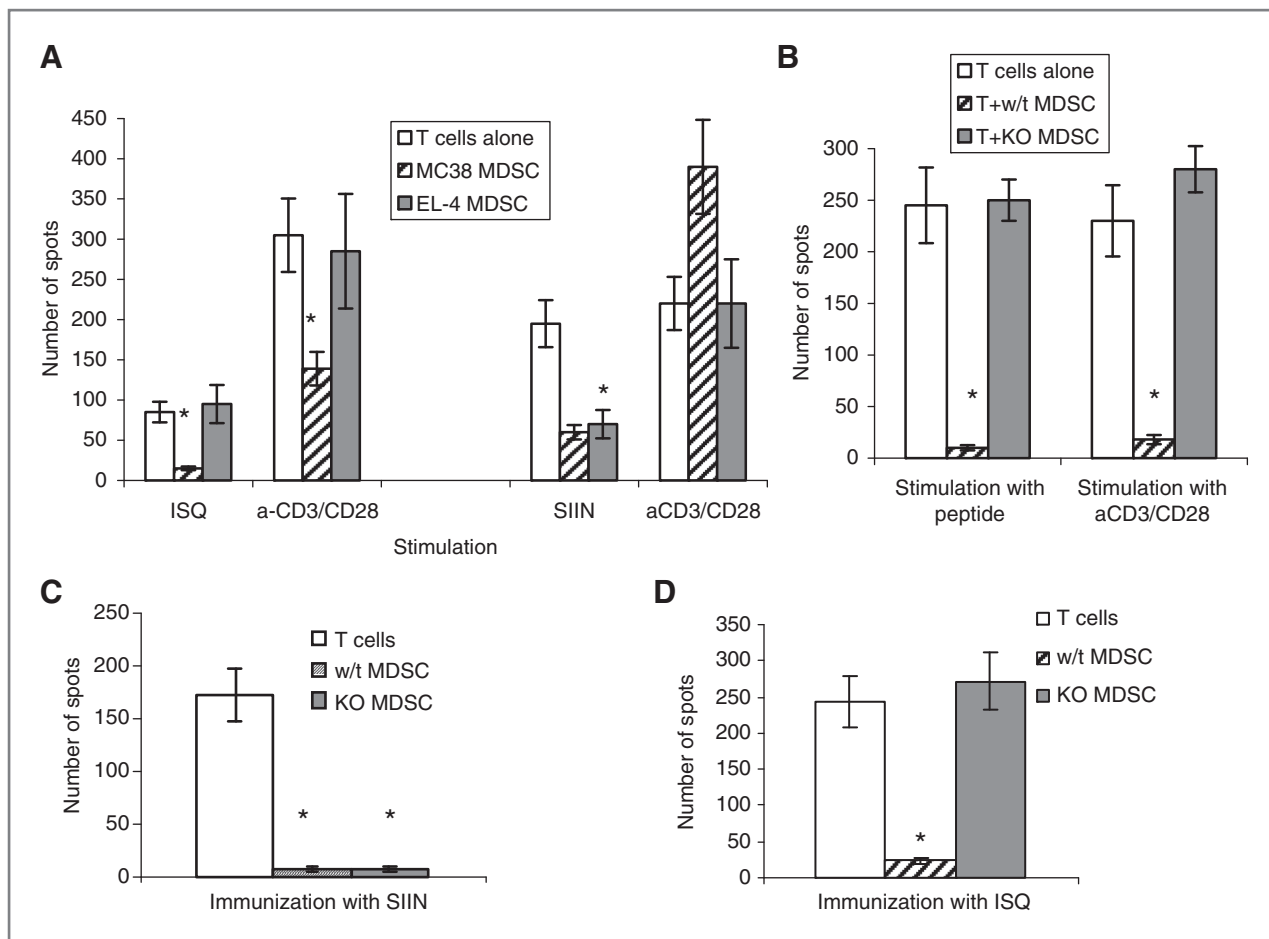 A
Number of spots
450
400
350
300
250
200
150
100
50
0
T cells alone
MC38 MDSC
EL-4 MDSC
*
*
*
ISQ
a-CD3/CD28
SIIN
aCD3/CD28
Stimulation
B
T cells alone
T+w/t MDSC
T+KO MDSC
Number of spots
300
250
200
150
100
50
0
*
*
Stimulation with
peptide
Stimulation with
aCD3/CD28
C
Number of spots
250
200
150
100
50
0
T cells
w/t MDSC
KO MDSC
*
*
Immunization with SIIN
D
Number of spots
350
300
250
200
150
100
50
0
T cells
w/t MDSC
KO MDSC
*
Immunization with ISQ